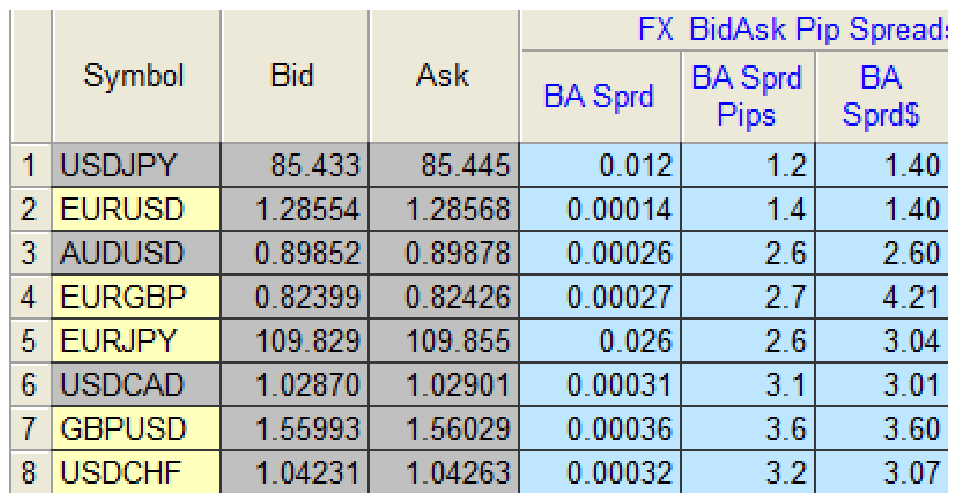 FX BidAsk Pip Spreads
Symbol Bid Ask BA Sprd BA Sprd Pips BA Sprd$
1 USDJPY 85.433 85.445 0.012 1.2 1.40
2 EURUSD 1.28554 1.28568 0.00014 1.4 1.40
3 AUDUSD 0.89852 0.89878 0.00026 2.6 2.60
4 EURGBP 0.82399 0.82426 0.00027 2.7 4.21
5 EURJPY 109.829 109.855 0.026 2.6 3.04
6 USDCAD 1.02870 1.02901 0.00031 3.1 3.01
7 GBPUSD 1.55993 1.56029 0.00036 3.6 3.60
8 USDCHF 1.04231 1.04263 0.00032 3.2 3.07